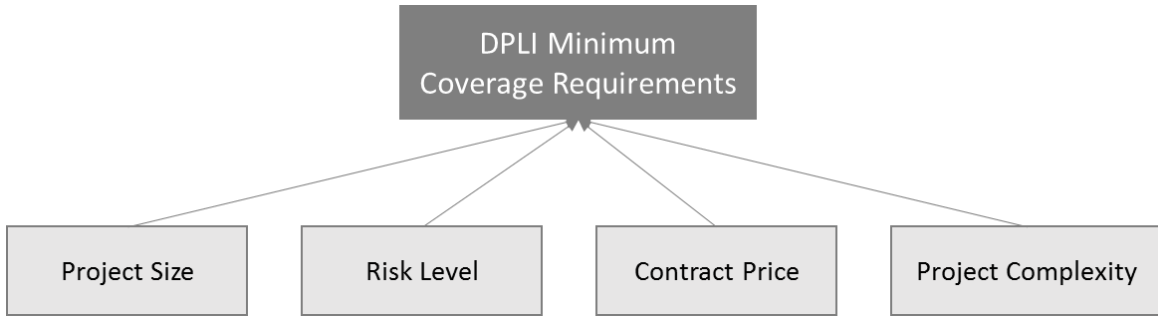 DPLI Minimum
Coverage Requirements
Project Size
Risk Level
Contract Price
Project Complexity